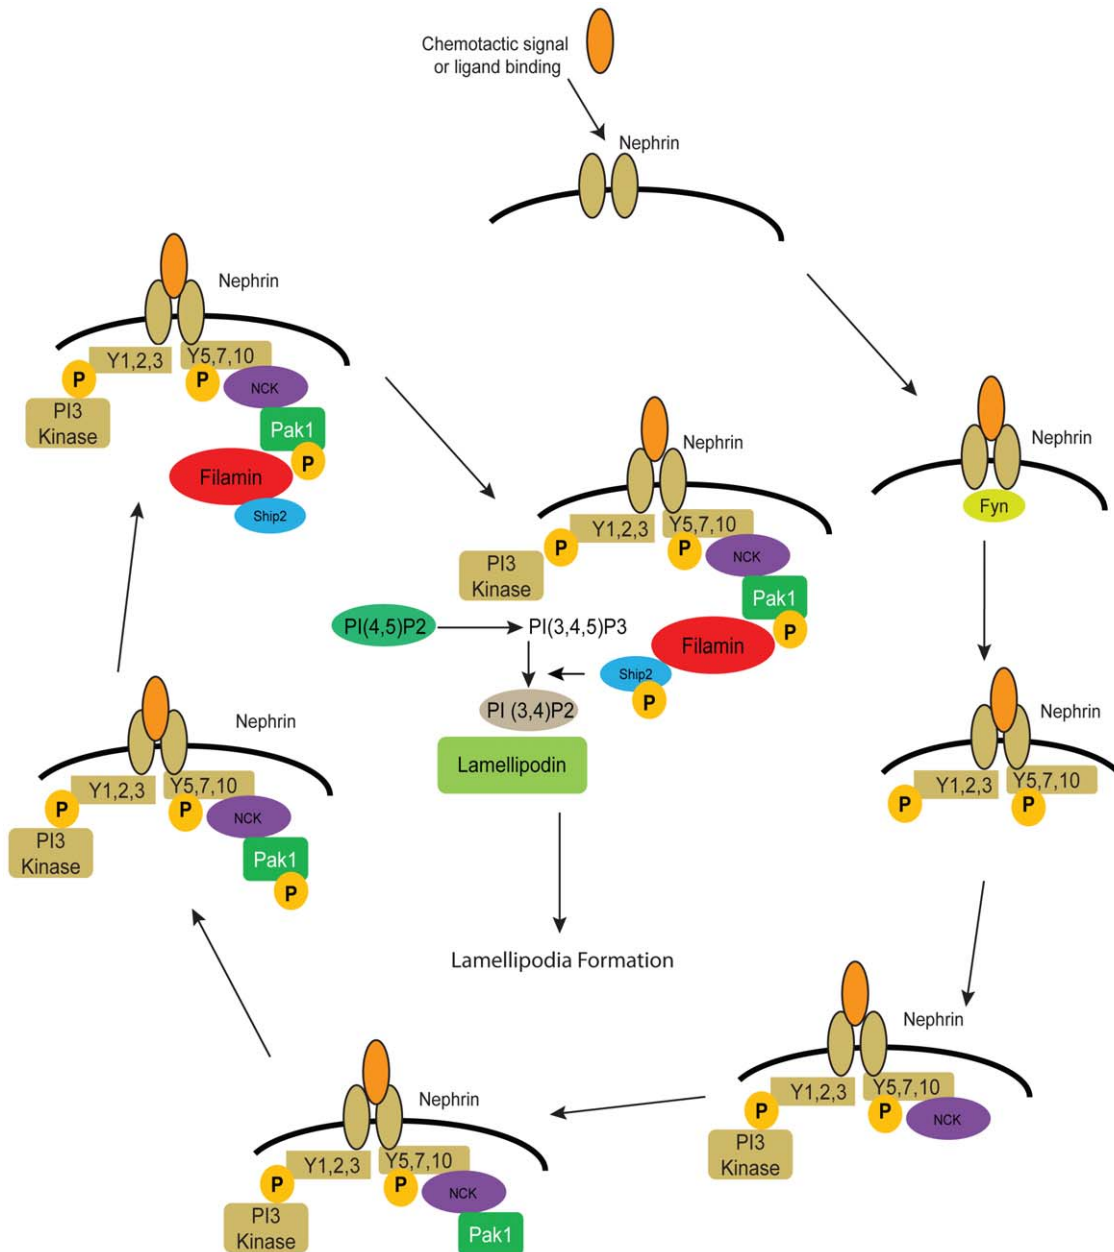 Chemotactic signal
or ligand binding
Nephrin
Nephrin
Fyn
Nephrin
Y1,2,3
Y5,7,10
P
P
Nephrin
Y1,2,3
Y5,7,10
P
P
NCK
PI3
Kinase
Nephrin
Y1,2,3
Y5,7,10
P
P
NCK
PI3
Kinase
Pak1
Nephrin
Y1,2,3
Y5,7,10
P
P
NCK
PI3
Kinase
Pak1
P
Nephrin
Y1,2,3
Y5,7,10
P
P
NCK
PI3
Kinase
Pak1
P
Filamin
Ship2
Nephrin
Y1,2,3
Y5,7,10
P
P
NCK
PI3
Kinase
Pak1
P
PI(4,5)P2
PI(3,4,5)P3
Filamin
Ship2
P
PI (3,4)P2
Lamellipodin
Lamellipodia Formation